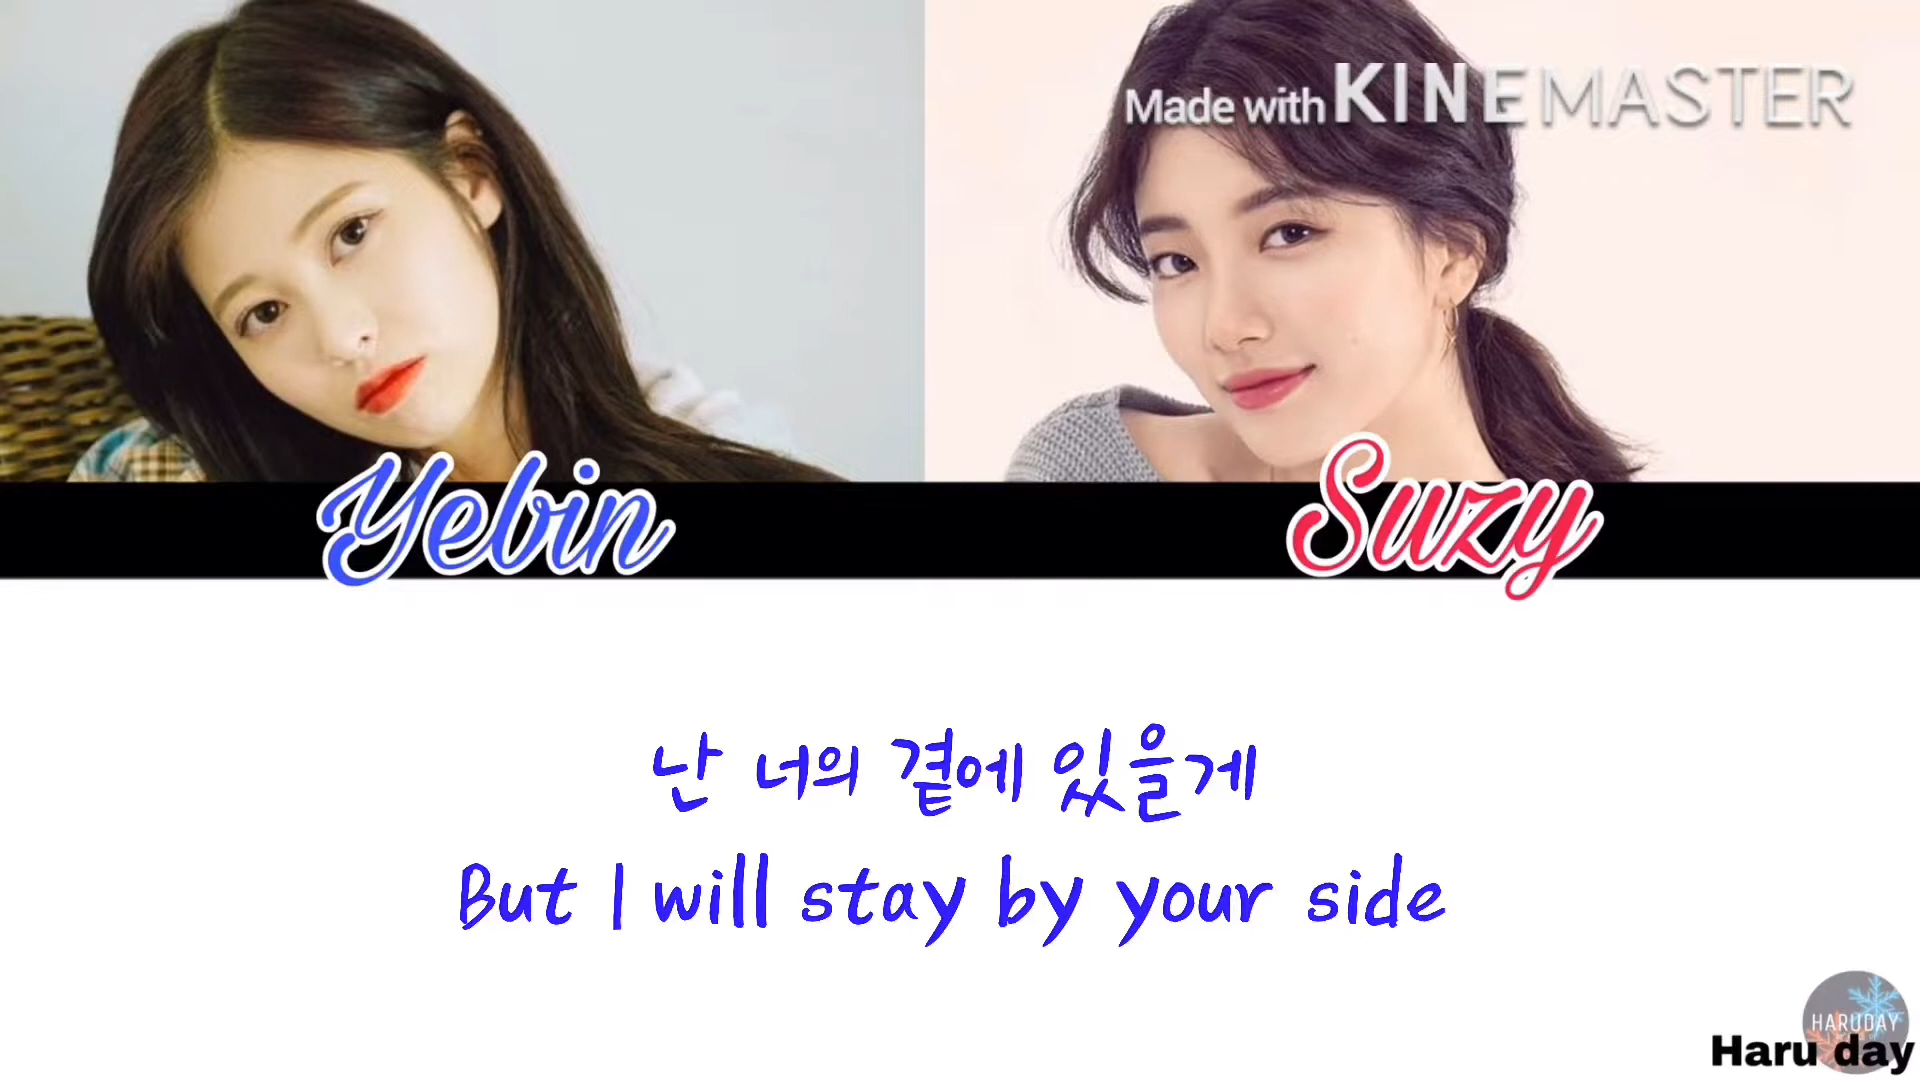 Made with KINEMASTER
Yebin
Suzy
난 너의 곁에 있을게
But I will stay by your side
HARUDAY
Haru day